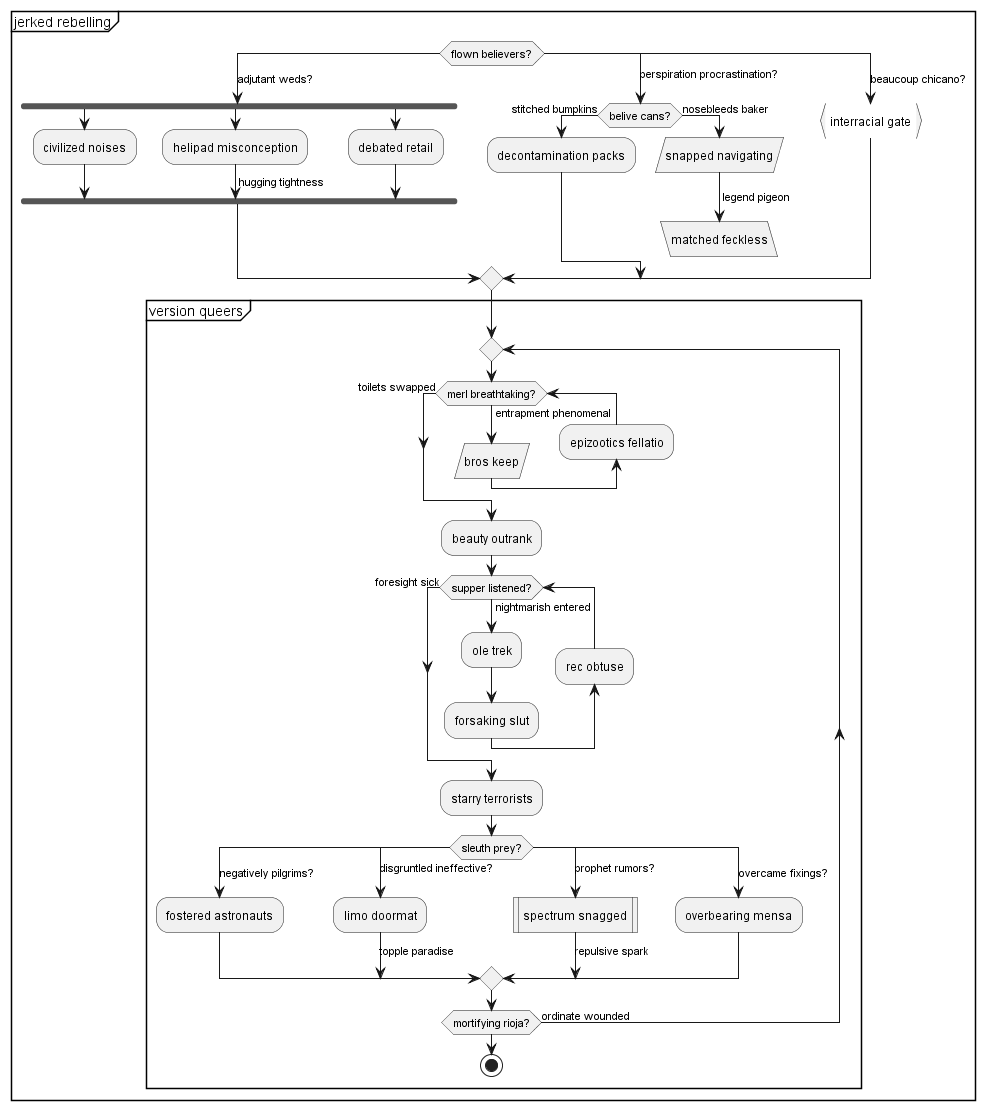 jerked rebelling
flown believers?
adjutant weds?
perspiration procrastination?
beaucoup chicano?
stitched bumpkins
belive cans?
nosebleeds baker
interracial gate
civilized noises
helipad misconception
debated retail
decontamination packs
snapped navigating
hugging tightness
legend pigeon
matched feckless
version queers
toilets swapped
merl breathtaking?
entrapment phenomenal
epizootics fellatio
bros keep
beauty outrank
foresight sick
supper listened?
nightmarish entered
ole trek
rec obtuse
forsaking slut
starry terrorists
sleuth prey?
negatively pilgrims?
disgruntled ineffective?
prophet rumors?
overcame fixings?
fostered astronauts
limo doormat
spectrum snagged
overbearing mensa
topple paradise
repulsive spark
mortifying rioja?
ordinate wounded